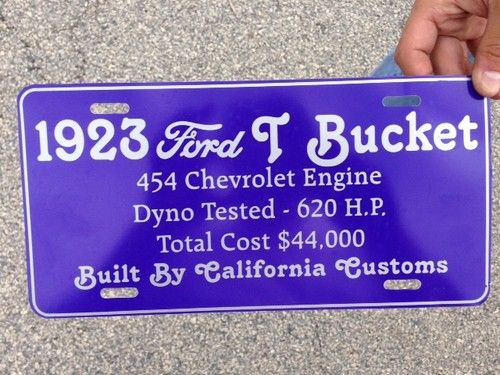 1923 Ford T Bucket
454 Chevrolet Engine
Dyno Tested - 620 H.P.
Total Cost $44,000
Built By California Customs